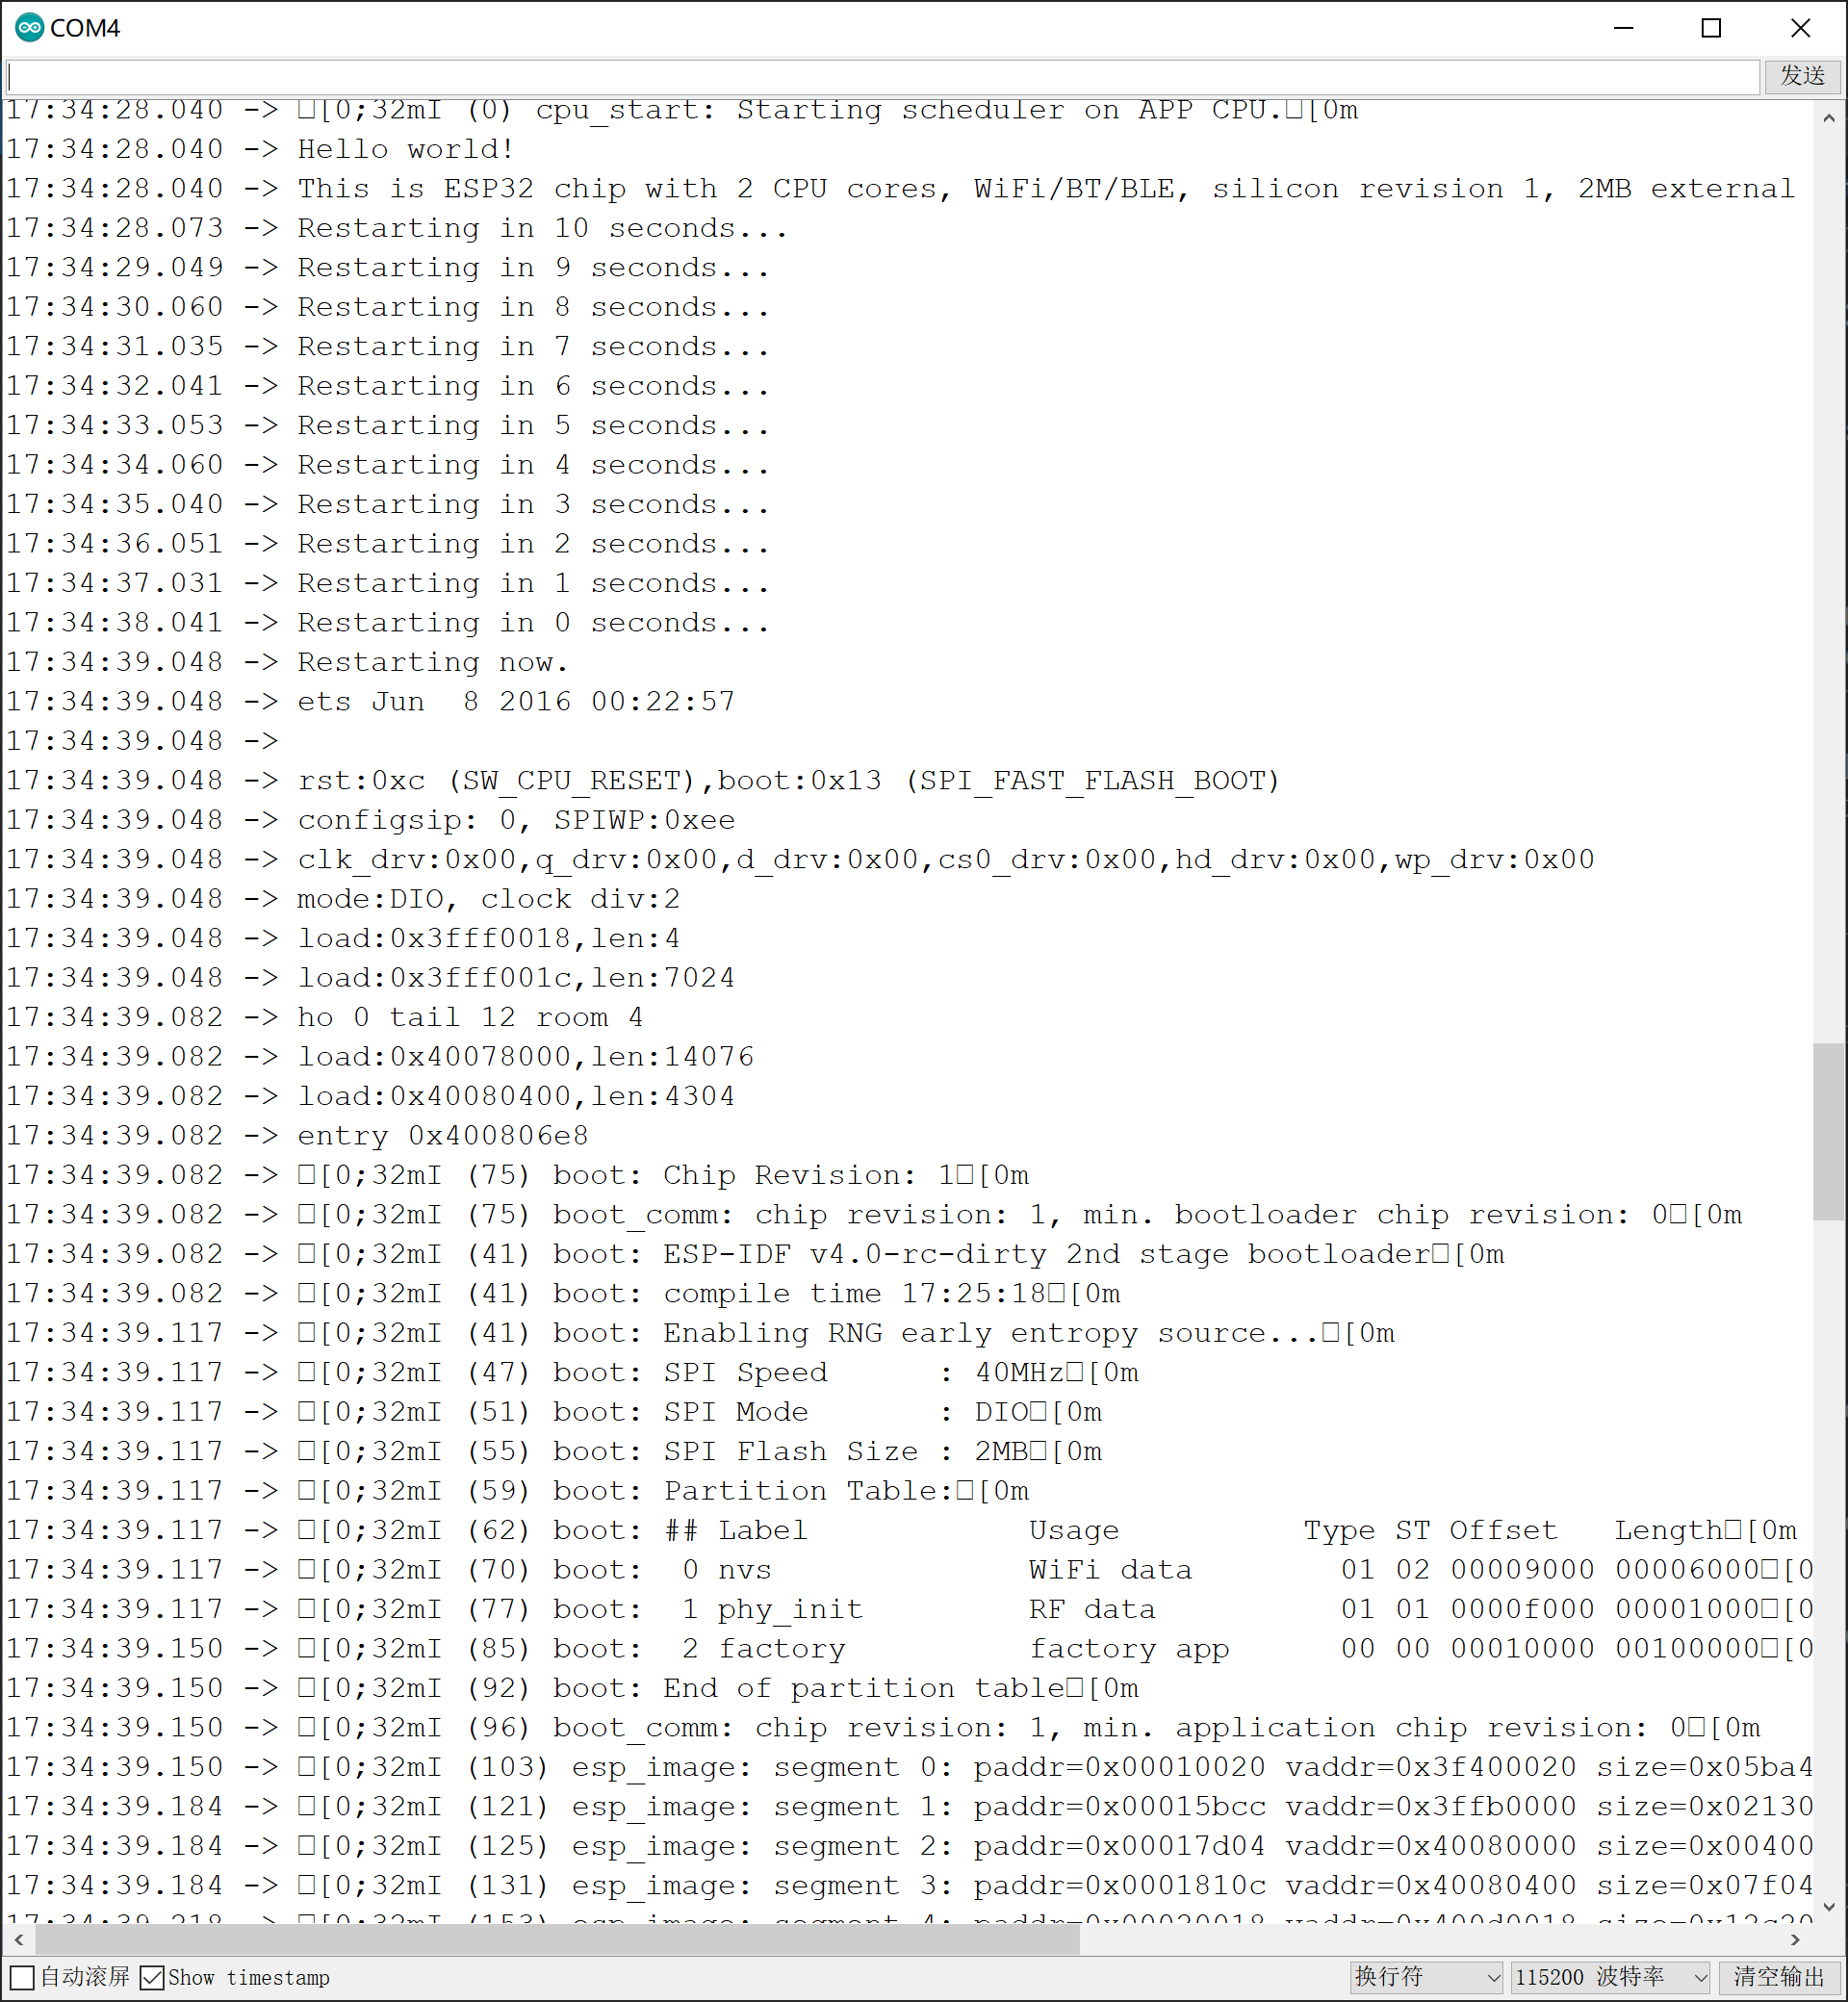 COM4
发送
17:34:28.040 -> □[0;32mI (0) cpu_start: Starting scheduler on APP CPU.□[0m
17:34:28.040 -> Hello world!
17:34:28.040 -> This is ESP32 chip with 2 CPU cores, WiFi/BT/BLE, silicon revision 1, 2MB external
17:34:28.073 -> Restarting in 10 seconds...
17:34:29.049 -> Restarting in 9 seconds...
17:34:30.060 -> Restarting in 8 seconds...
17:34:31.035 -> Restarting in 7 seconds...
17:34:32.041 -> Restarting in 6 seconds...
17:34:33.053 -> Restarting in 5 seconds...
17:34:34.060 -> Restarting in 4 seconds...
17:34:35.040 -> Restarting in 3 seconds...
17:34:36.051 -> Restarting in 2 seconds...
17:34:37.031 -> Restarting in 1 seconds...
17:34:38.041 -> Restarting in 0 seconds...
17:34:39.048 -> Restarting now.
17:34:39.048 -> ets Jun  8 2016 00:22:57
17:34:39.048 ->
17:34:39.048 -> rst:0xc (SW_CPU_RESET),boot:0x13 (SPI_FAST_FLASH_BOOT)
17:34:39.048 -> configsip: 0, SPIWP:0xee
17:34:39.048 -> clk_drv:0x00,q_drv:0x00,d_drv:0x00,cs0_drv:0x00,hd_drv:0x00,wp_drv:0x00
17:34:39.048 -> mode:DIO, clock div:2
17:34:39.048 -> load:0x3fff0018,len:4
17:34:39.048 -> load:0x3fff001c,len:7024
17:34:39.082 -> ho 0 tail 12 room 4
17:34:39.082 -> load:0x40078000,len:14076
17:34:39.082 -> load:0x40080400,len:4304
17:34:39.082 -> entry 0x400806e8
17:34:39.082 -> □[0;32mI (75) boot: Chip Revision: 1□[0m
17:34:39.082 -> □[0;32mI (75) boot_comm: chip revision: 1, min. bootloader chip revision: 0□[0m
17:34:39.082 -> □[0;32mI (41) boot: ESP-IDF v4.0-rc-dirty 2nd stage bootloader□[0m
17:34:39.082 -> □[0;32mI (41) boot: compile time 17:25:18□[0m
17:34:39.117 -> □[0;32mI (41) boot: Enabling RNG early entropy source...□[0m
17:34:39.117 -> □[0;32mI (47) boot: SPI Speed      : 40MHz□[0m
17:34:39.117 -> □[0;32mI (51) boot: SPI Mode       : DIO□[0m
17:34:39.117 -> □[0;32mI (55) boot: SPI Flash Size : 2MB□[0m
17:34:39.117 -> □[0;32mI (59) boot: Partition Table:□[0m
17:34:39.117 -> □[0;32mI (62) boot: ## Label            Usage          Type ST Offset   Length□[0m
17:34:39.117 -> □[0;32mI (70) boot:  0 nvs              WiFi data        01 02 00009000 00006000□[0
17:34:39.117 -> □[0;32mI (77) boot:  1 phy_init         RF data          01 01 0000f000 00001000□[0
17:34:39.150 -> □[0;32mI (85) boot:  2 factory          factory app      00 00 00010000 00100000□[0
17:34:39.150 -> □[0;32mI (92) boot: End of partition table□[0m
17:34:39.150 -> □[0;32mI (96) boot_comm: chip revision: 1, min. application chip revision: 0□[0m
17:34:39.150 -> □[0;32mI (103) esp_image: segment 0: paddr=0x00010020 vaddr=0x3f400020 size=0x05ba4
17:34:39.184 -> □[0;32mI (121) esp_image: segment 1: paddr=0x00015bcc vaddr=0x3ffb0000 size=0x02130
17:34:39.184 -> □[0;32mI (125) esp_image: segment 2: paddr=0x00017d04 vaddr=0x40080000 size=0x00400
17:34:39.184 -> □[0;32mI (131) esp_image: segment 3: paddr=0x0001810c vaddr=0x40080400 size=0x07f04
17:34:39.218 -> □[0;32mI (153) esp_image: segment 4: paddr=0x00020018 vaddr=0x400d0018
自动滚屏 Show timestamp 换行符 115200 波特率 清空输出